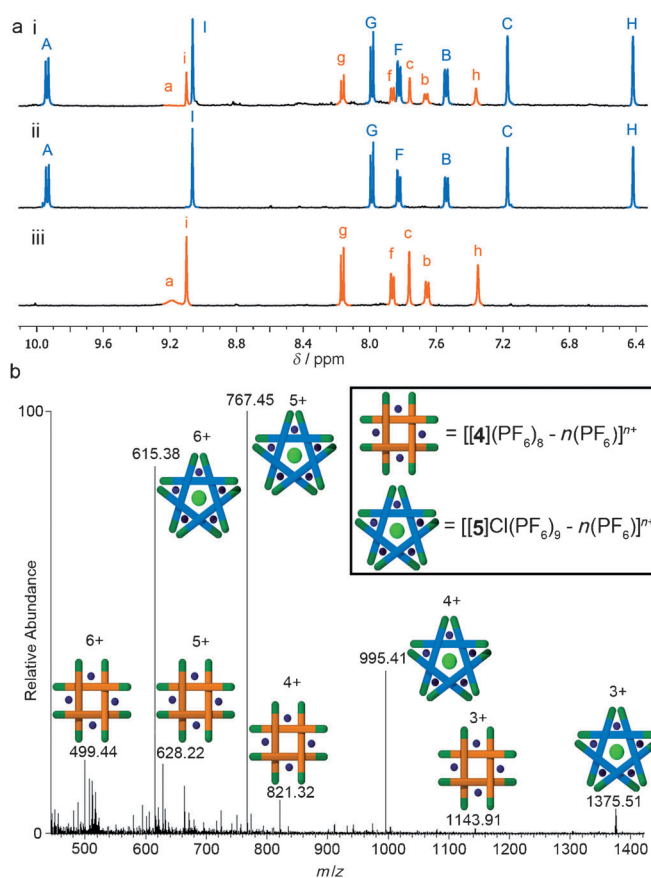 a i
A
a
i
I
g
G
f
F
c
b
B
h
C
H
ii
A
I
G
F
B
C
H
iii
a
i
g
f
c
b
h
10.0 9.6 9.2 8.8 8.4 8.0 7.6 7.2 6.8 6.4
δ / ppm
b
Relative Abundance
100
0
6+
615.38
5+
767.45
= [[4](PF6)8 - n(PF6)]n+
= [[5]Cl(PF6)9 - n(PF6)]n+
6+
499.44
5+
628.22
4+
821.32
4+
995.41
3+
1143.91
3+
1375.51
500 600 700 800 900 1000 1100 1200 1300 1400
m/z